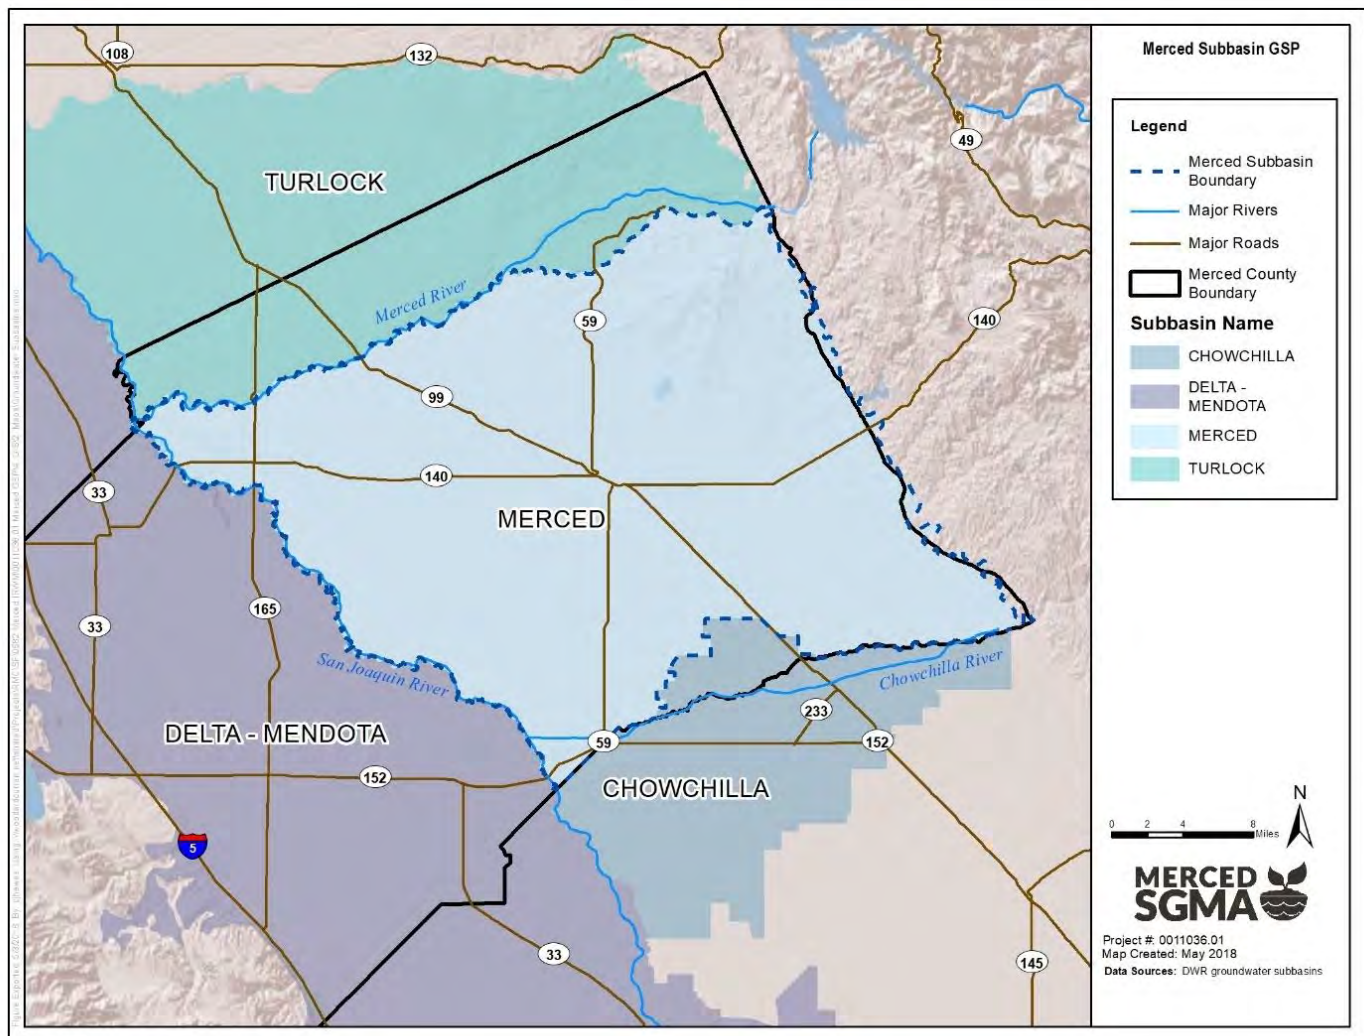 Merced Subbasin GSP
Legend
Merced Subbasin
Boundary
Major Rivers
Major Roads
Merced County
Boundary
Subbasin Name
CHOWCHILLA
DELTA -
MENDOTA
MERCED
TURLOCK
108
132
49
TURLOCK
Merced River
59
140
99
33
140
MERCED
165
33
San Joaquin River
Chowchilla River
233
DELTA - MENDOTA
59
152
152
CHOWCHILLA
5
33
145
N
0 2 4 8
Miles
MERCED
SGMA
Project #: 0011036.01
Map Created: May 2018
Data Sources: DWR groundwater subbasins